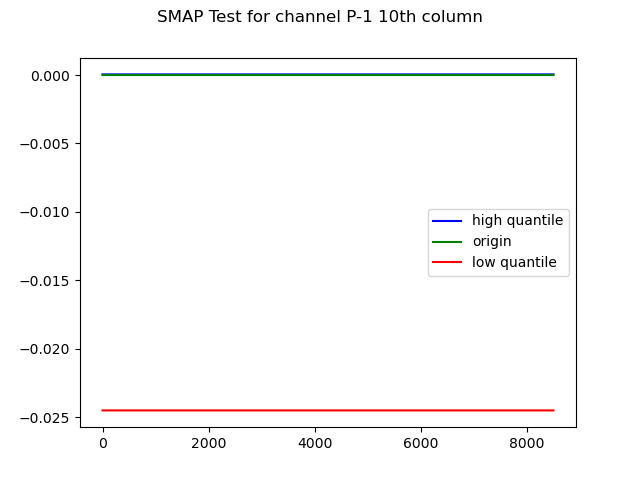 SMAP Test for channel P-1 10th column
0.000
−0.005
−0.010
−0.015
−0.020
−0.025
high quantile
origin
low quantile
0 2000 4000 6000 8000